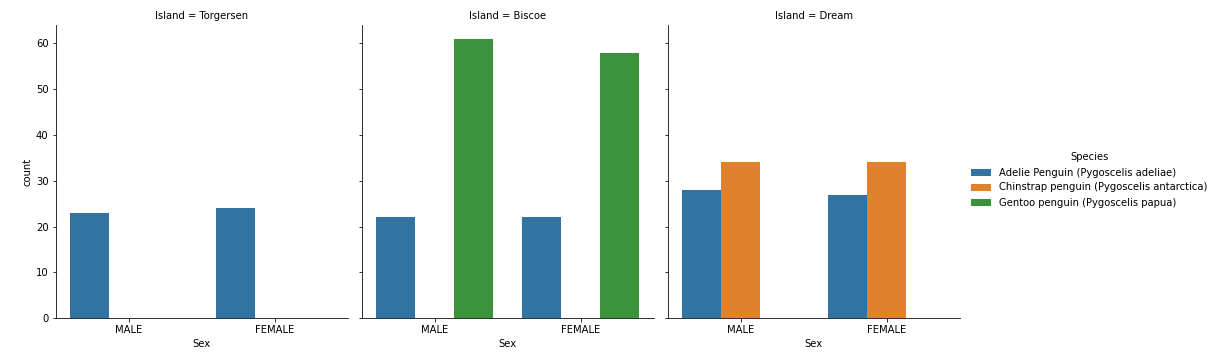 Island = Torgersen
Island = Biscoe
Island = Dream
60
50
40
30
20
10
0
count
MALE
FEMALE
Sex
MALE
FEMALE
Sex
MALE
FEMALE
Sex
Species
Adelie Penguin (Pygoscelis adeliae)
Chinstrap penguin (Pygoscelis antarctica)
Gentoo penguin (Pygoscelis papua)